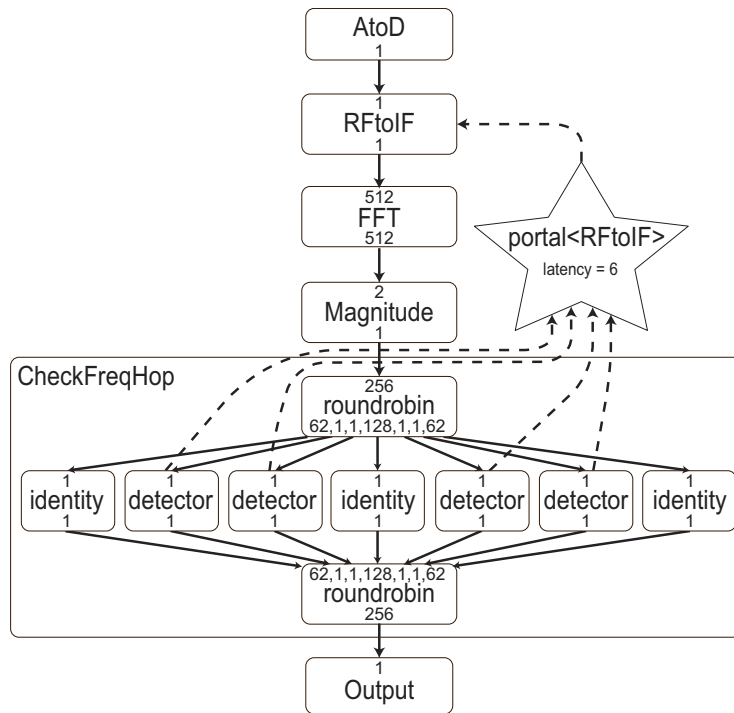 AtoD
1
1
RFtoIF
1
512
FFT
512
portal<RFtoIF>
latency = 6
2
Magnitude
1
CheckFreqHop
256
roundrobin
62,1,1,128,1,1,62
1 1 1 1 1 1 1
identity detector detector identity detector detector identity
1 1 1 1 1 1 1
62,1,1,128,1,1,62
roundrobin
256
1
Output